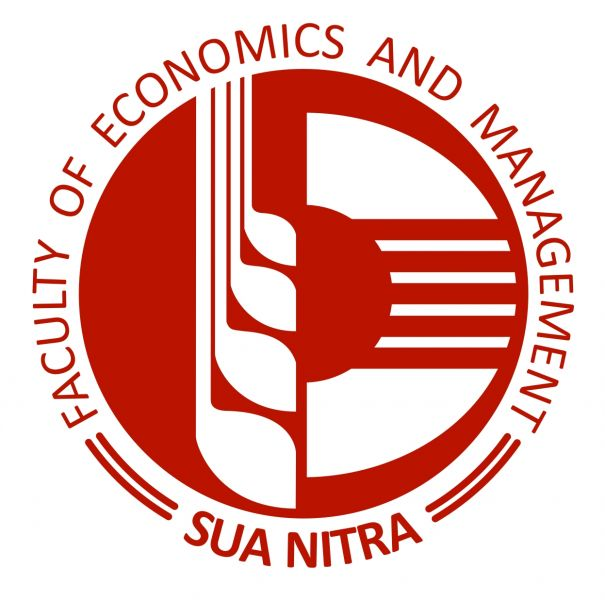 FACULTY OF ECONOMICS AND MANAGEMENT
SUA NITRA